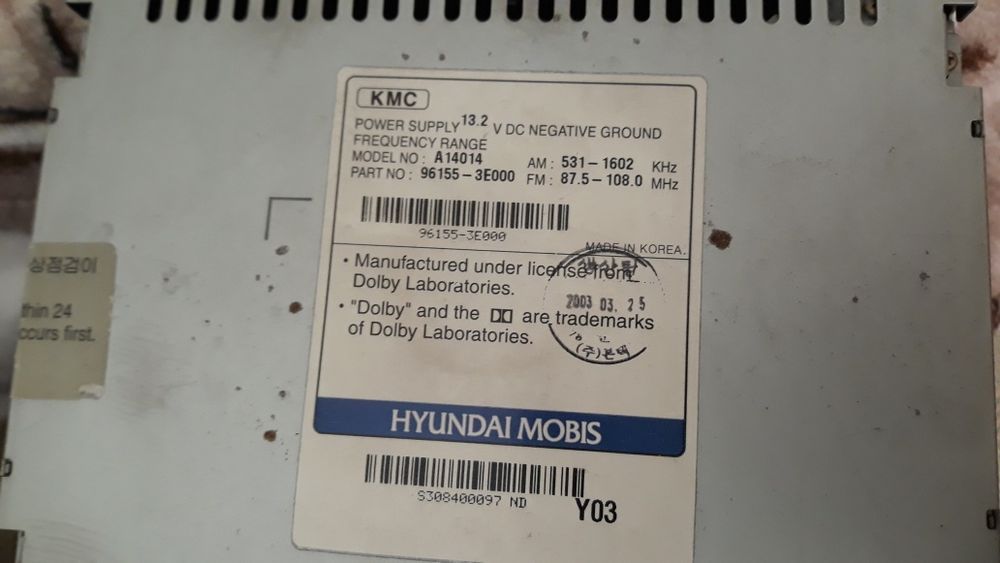 KMC
POWER SUPPLY 13.2 V DC NEGATIVE GROUND
FREQUENCY RANGE
MODEL NO : A14014 AM : 531-1602 KHz
PART NO : 96155-3E000 FM : 87.5-108.0 MHz
96155-3E000
MADE IN KOREA.
• Manufactured under license from
Dolby Laboratories.
• "Dolby" and the are trademarks
of Dolby Laboratories.
2003 03. 25
HYUNDAI MOBIS
S308400097 ND
Y03
상점검이
thin 24
ccurs first.